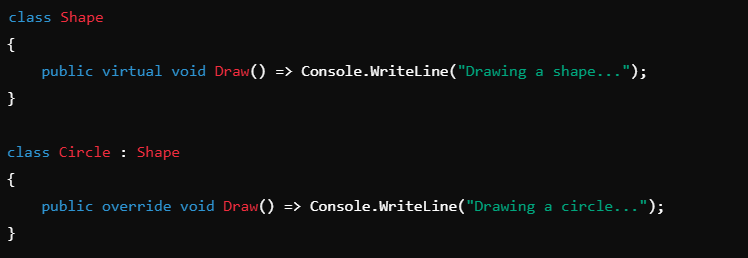 class Shape
{
    public virtual void Draw() => Console.WriteLine("Drawing a shape...");
}

class Circle : Shape
{
    public override void Draw() => Console.WriteLine("Drawing a circle...");
}